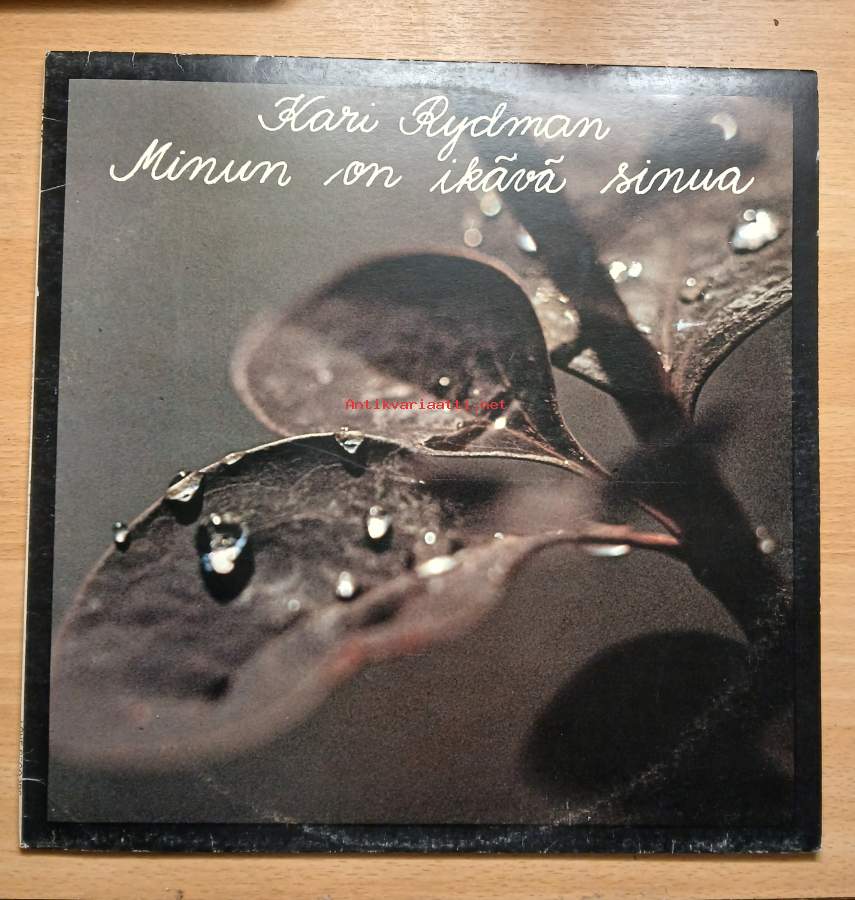 Kari Rydman
Minun on ikävä sinua
Antikvariaatti.net